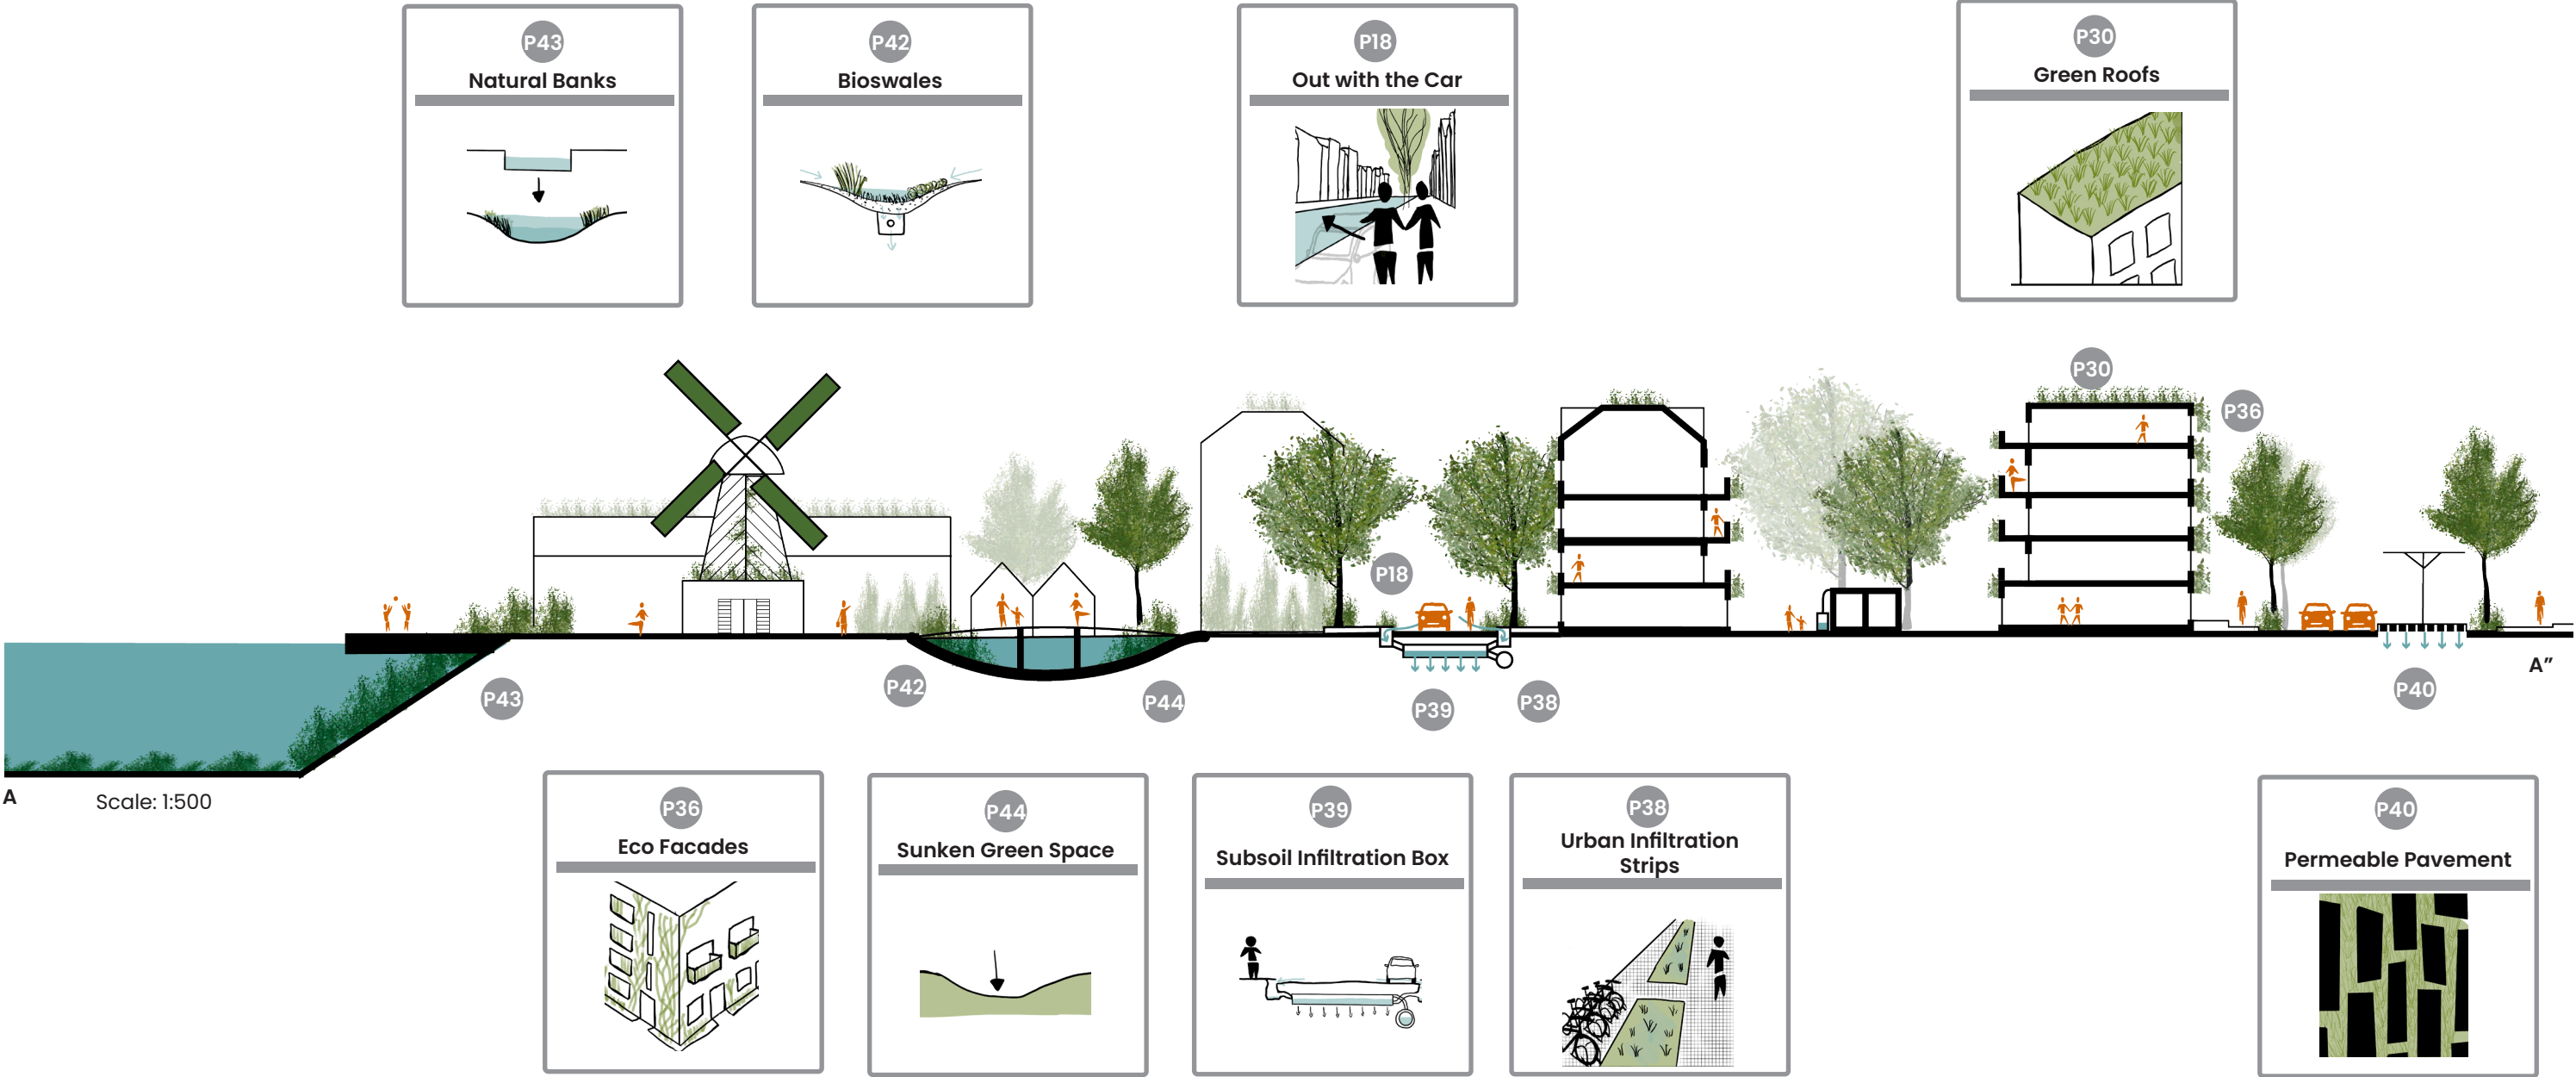 P43
Natural Banks
P42
Bioswales
P18
Out with the Car
P30
Green Roofs
P30
P36
P18
P43
P42
P44
P39
P38
P40
A”
A
Scale: 1:500
P36
Eco Facades
P44
Sunken Green Space
P39
Subsoil Infiltration Box
P38
Urban Infiltration
Strips
P40
Permeable Pavement